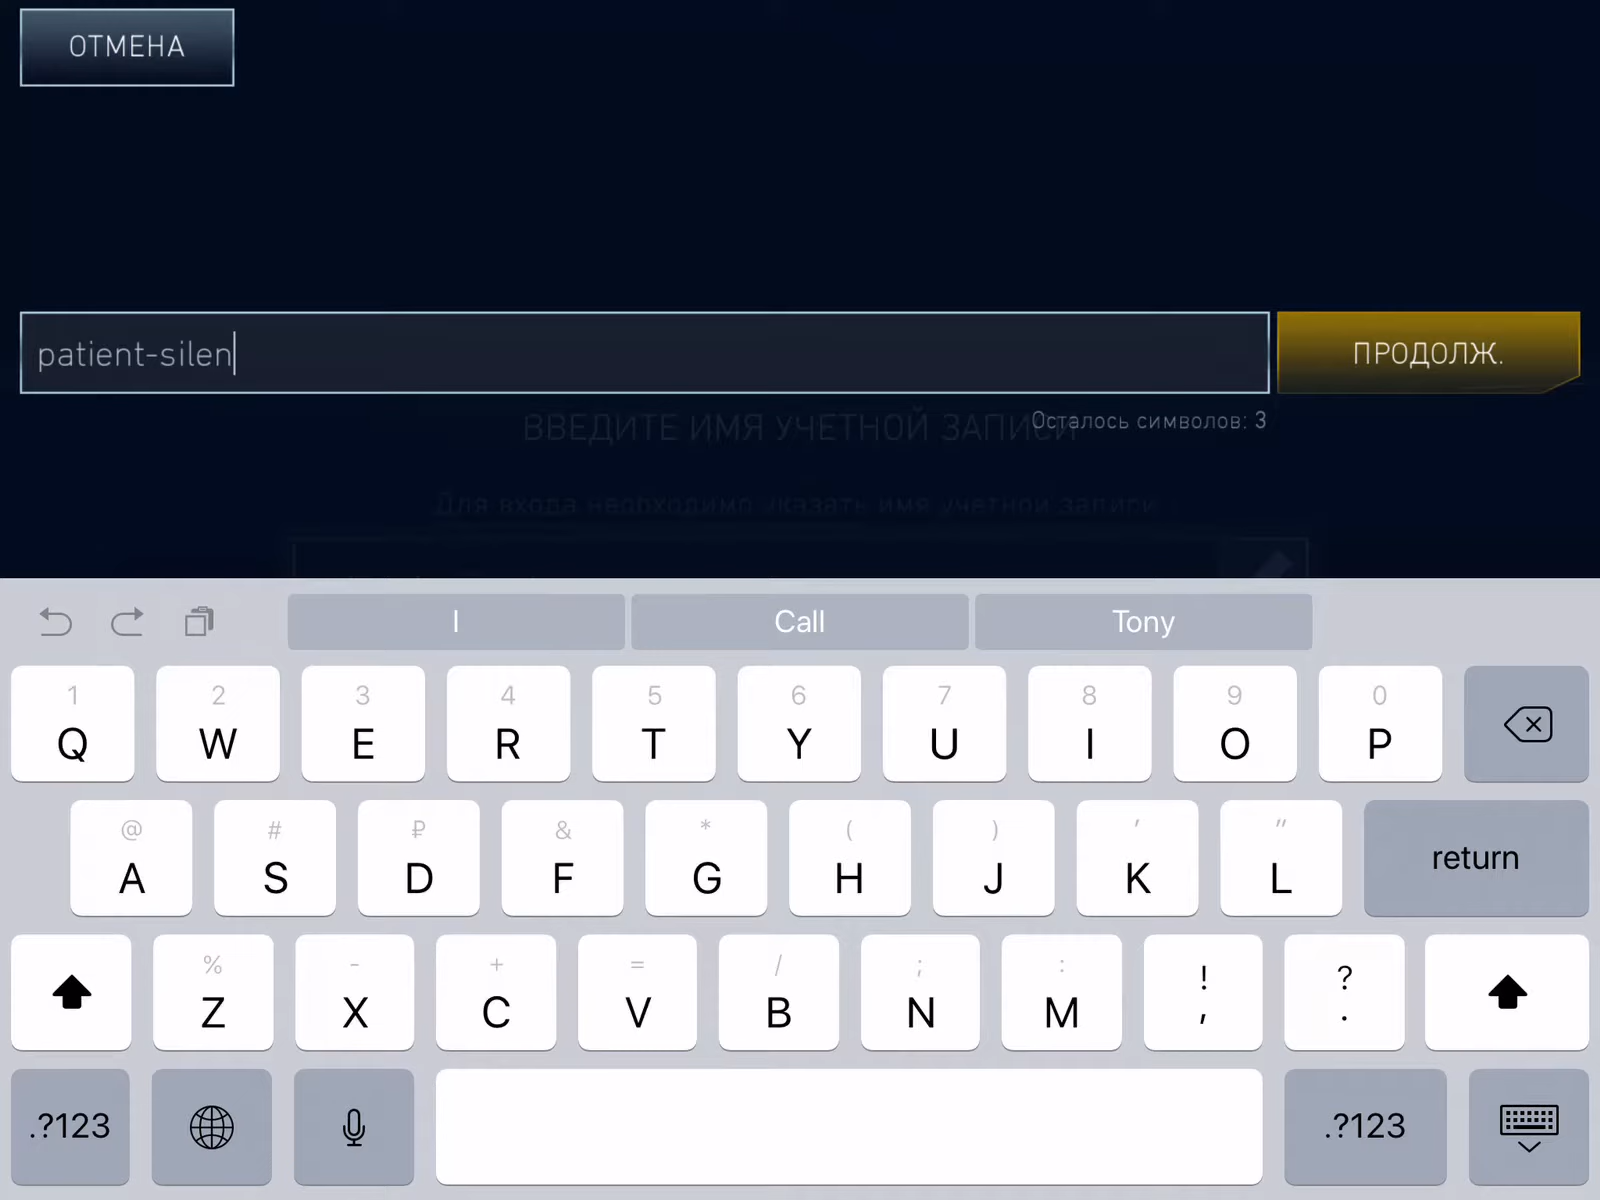 ОТМЕНА
patient-silen
ПРОДОЛЖ.
Осталось символов: 3
ВВЕДИТЕ ИМЯ УЧЕТНОЙ ЗАПИСИ
Для входа необходимо указать имя учетной записи
I Call Tony
1 2 3 4 5 6 7 8 9 0
Q W E R T Y U I O P
@ # ₽ & * ( ) ' "
A S D F G H J K L return
% - + = / ; : ! ?
Z X C V B N M , .
.?123 .?123